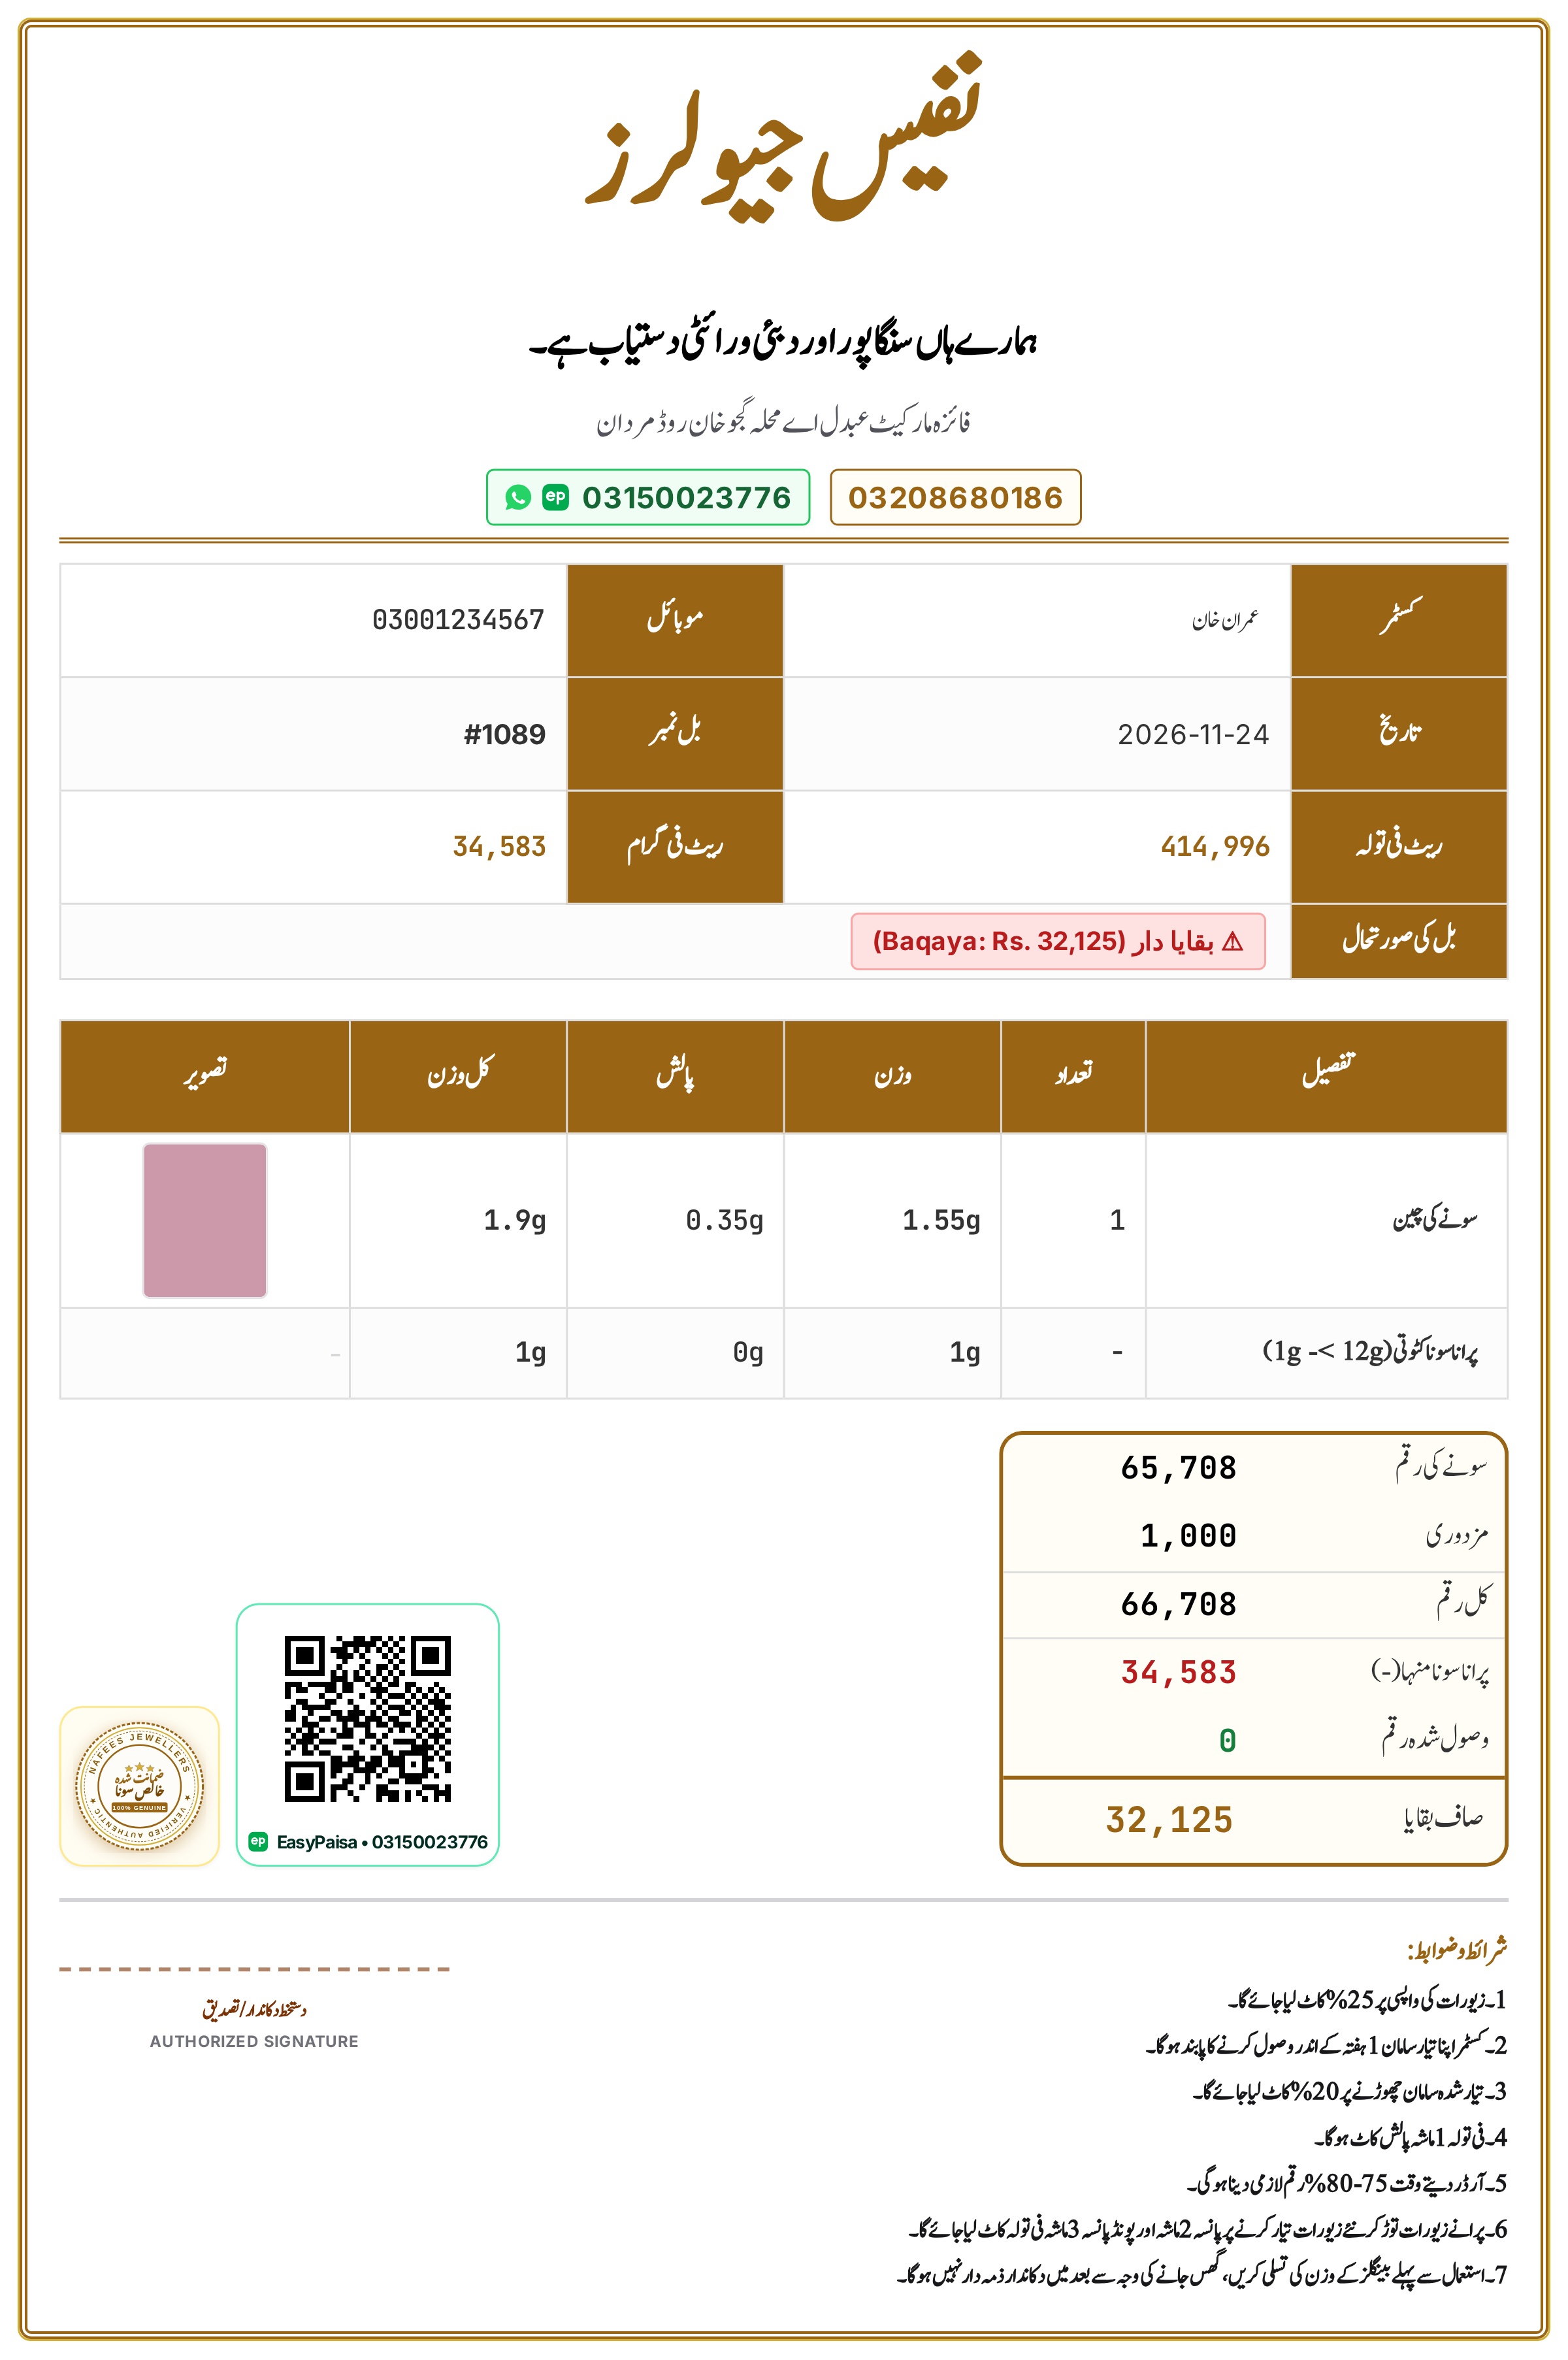 نفیس جیولرز
ہمارے ہاں سنگاپور اور دبئی ورائٹی دستیاب ہے۔
فائزہ مارکیٹ عبدل اے محلہ گجو خان روڈ مردان
03208680186 03150023776 ep
کسٹمر عمران خان موبائل 03001234567
تاریخ 2026-11-24 بل نمبر #1089
ریٹ فی تولہ 414,996 ریٹ فی گرام 34,583
بل کی صورتحال ⚠ بقایا دار (Baqaya: Rs. 32,125)
تفصیل تعداد وزن پالش کل وزن تصویر
سونے کی چین 1 1.55g 0.35g 1.9g
پرانا سونا کٹوتی (12g -> 1g) - 1g 0g 1g -
سونے کی رقم 65,708
مزدوری 1,000
کل رقم 66,708
پرانا سونا منہا (-) 34,583
وصول شدہ رقم 0
صاف بقایا 32,125
ep EasyPaisa • 03150023776
NAFEES JEWELLERS
ضمانت شدہ
خالص سونا
100% GENUINE
★ VERIFIED AUTHENTIC ★
شرائط و ضوابط:
1۔ زیورات کی واپسی پر 25% کاٹ لیا جائے گا۔
2۔ کسٹمر اپنا تیار سامان 1 ہفتہ کے اندر وصول کرنے کا پابند ہوگا۔
3۔ تیار شدہ سامان چھوڑنے پر 20% کاٹ لیا جائے گا۔
4۔ فی تولہ 1 ماشہ پالش کاٹ ہوگا۔
5۔ آرڈر دیتے وقت 75-80% رقم لازمی دینا ہوگی۔
6۔ پرانے زیورات توڑ کر نئے زیورات تیار کرنے پر پانسہ 2 ماشہ اور پونڈ پانسہ 3 ماشہ فی تولہ کاٹ لیا جائے گا۔
7۔ استعمال سے پہلے بینگلز کے وزن کی تسلی کریں، گھس جانے کی وجہ سے بعد میں دکاندار ذمہ دار نہیں ہوگا۔
دستخط دکاندار / تصدیق
AUTHORIZED SIGNATURE